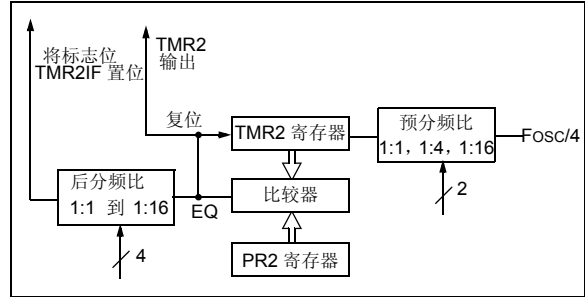 将标志位
TMR2IF 置位
TMR2
输出
复位
TMR2 寄存器
预分频比
1:1, 1:4, 1:16
FOSC/4
2
后分频比
1:1 到 1:16
EQ
比较器
4
PR2 寄存器